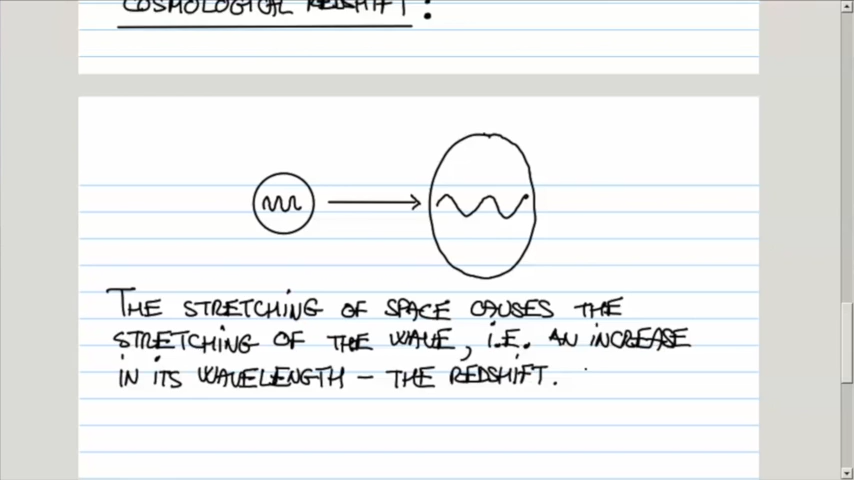 COSMOLOGICAL REDSHIFT:
THE STRETCHING OF SPACE CAUSES THE
STRETCHING OF THE WAVE, i.E. AN INCREASE
IN ITS WAVELENGTH – THE REDSHIFT.